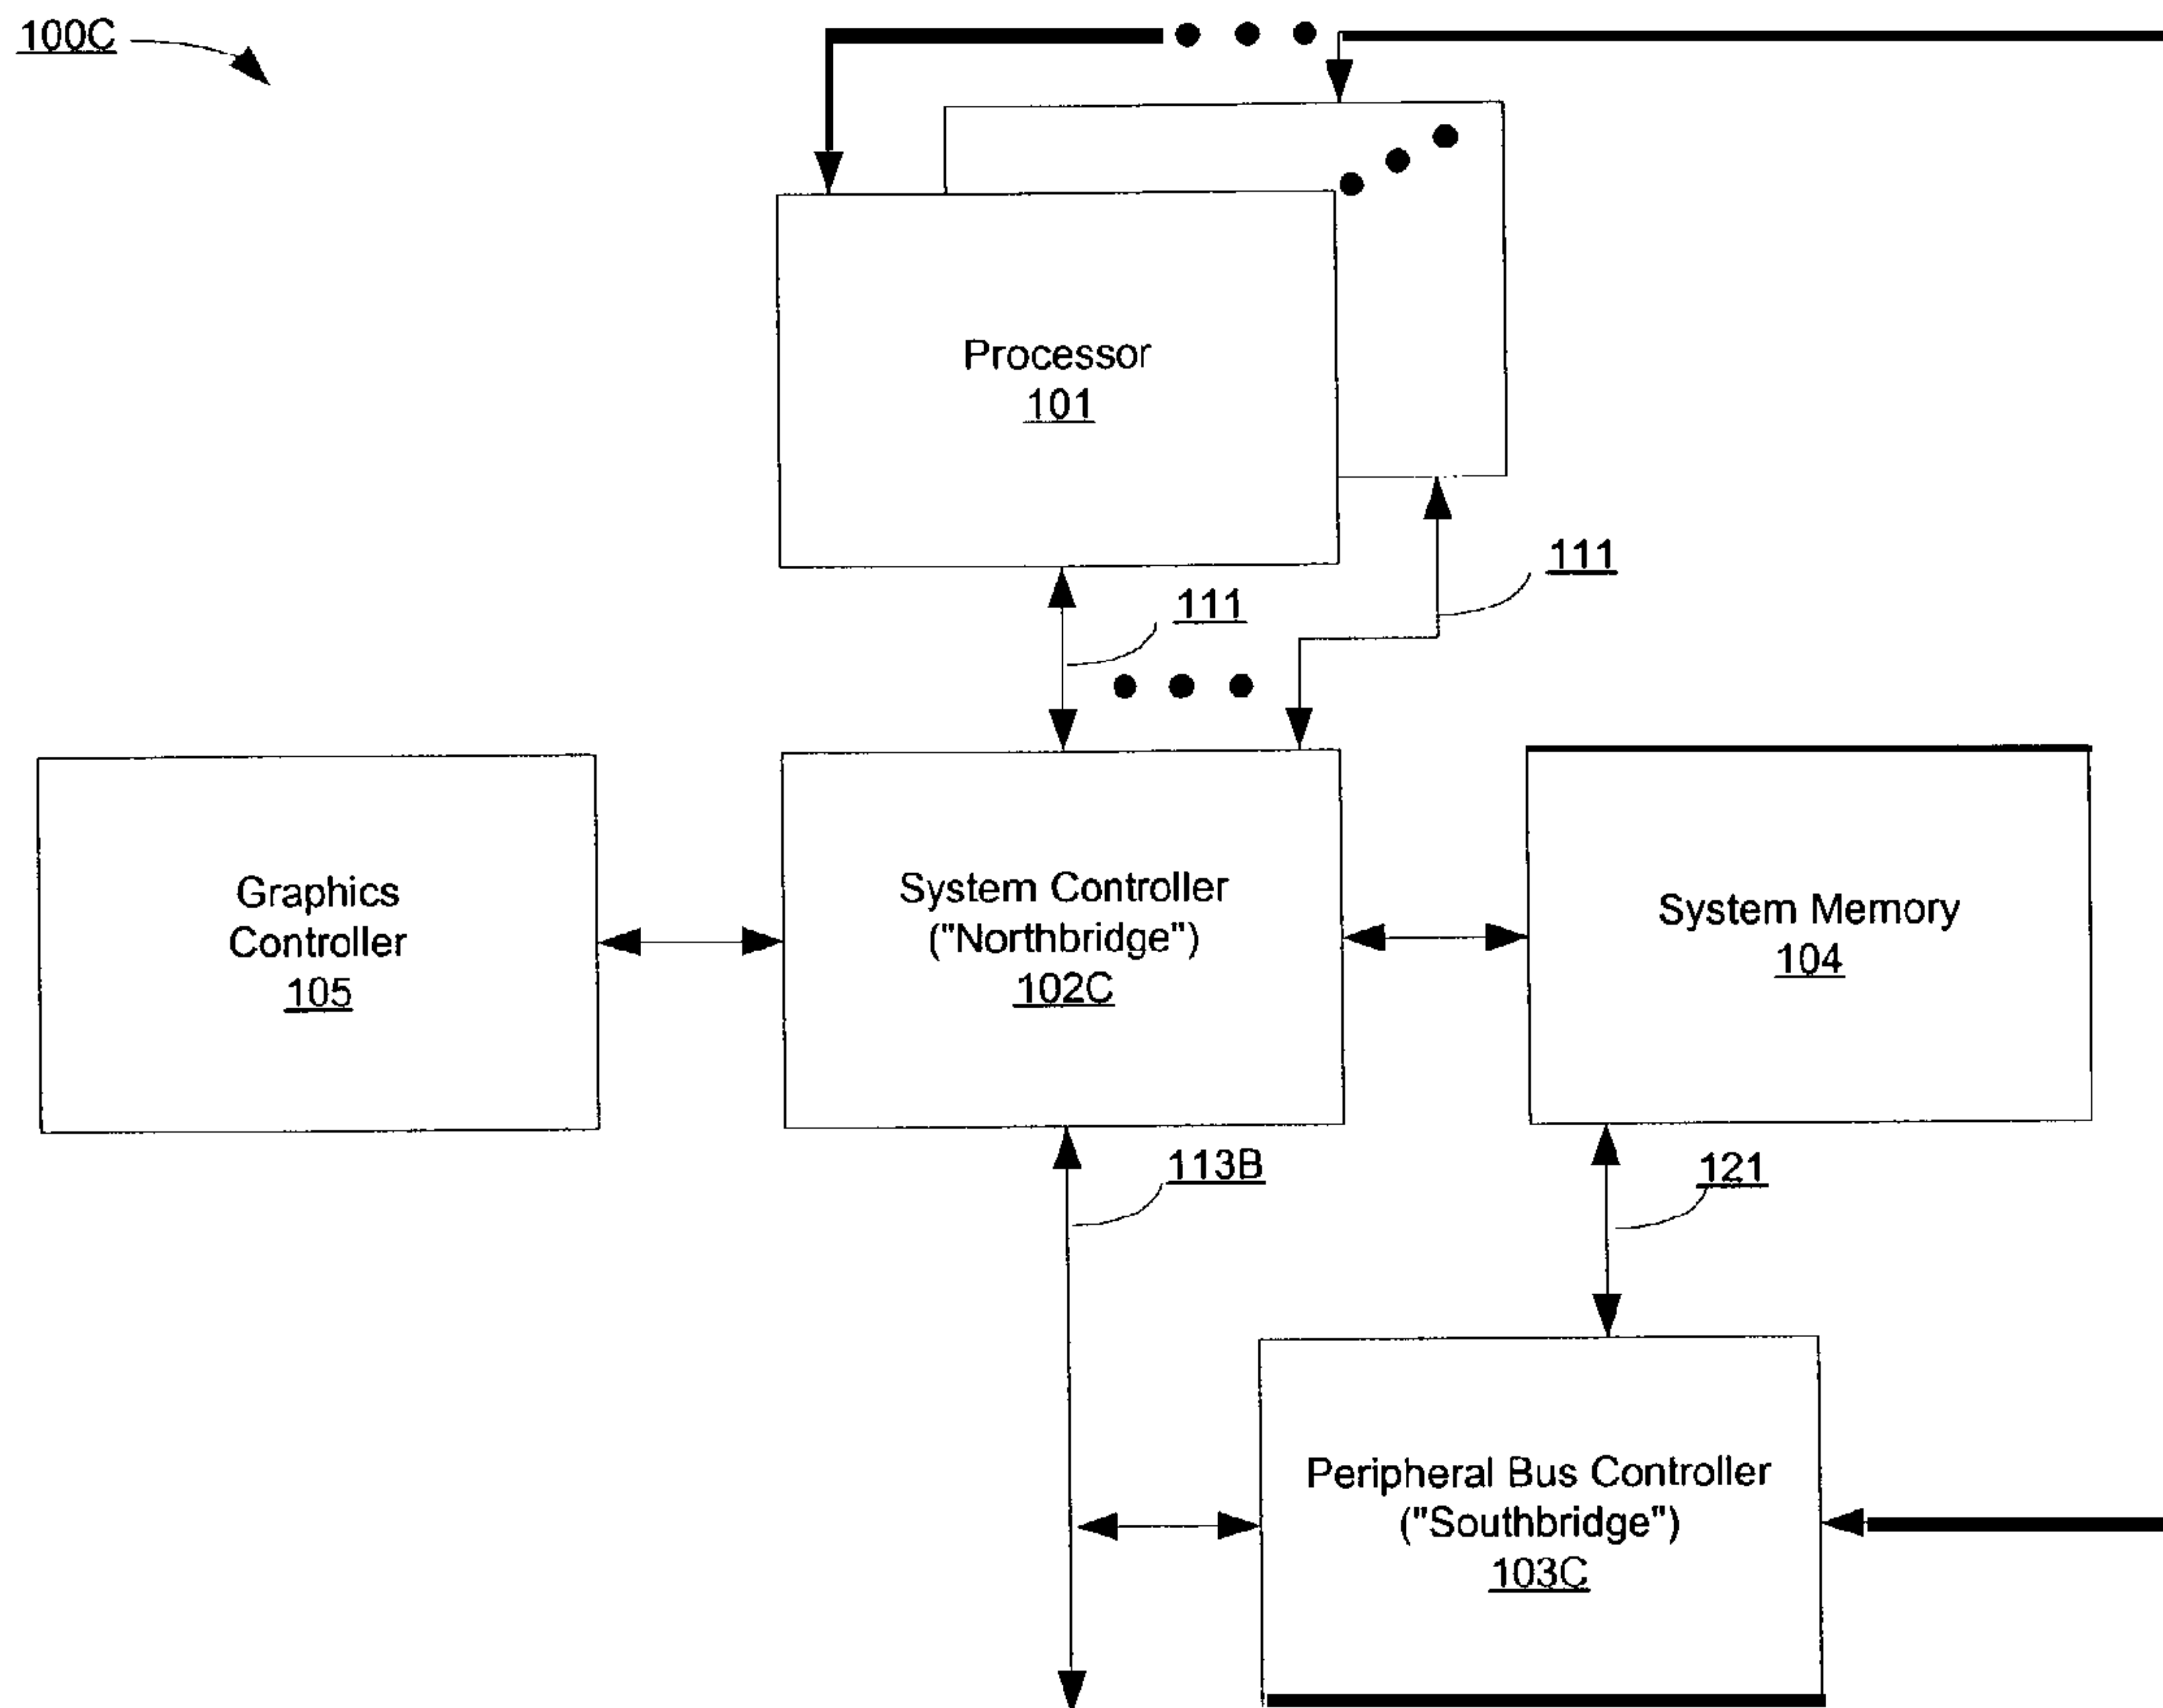 100C
Processor
101
111
111
Graphics
Controller
105
System Controller
("Northbridge")
102C
System Memory
104
113B
121
Peripheral Bus Controller
("Southbridge")
103C